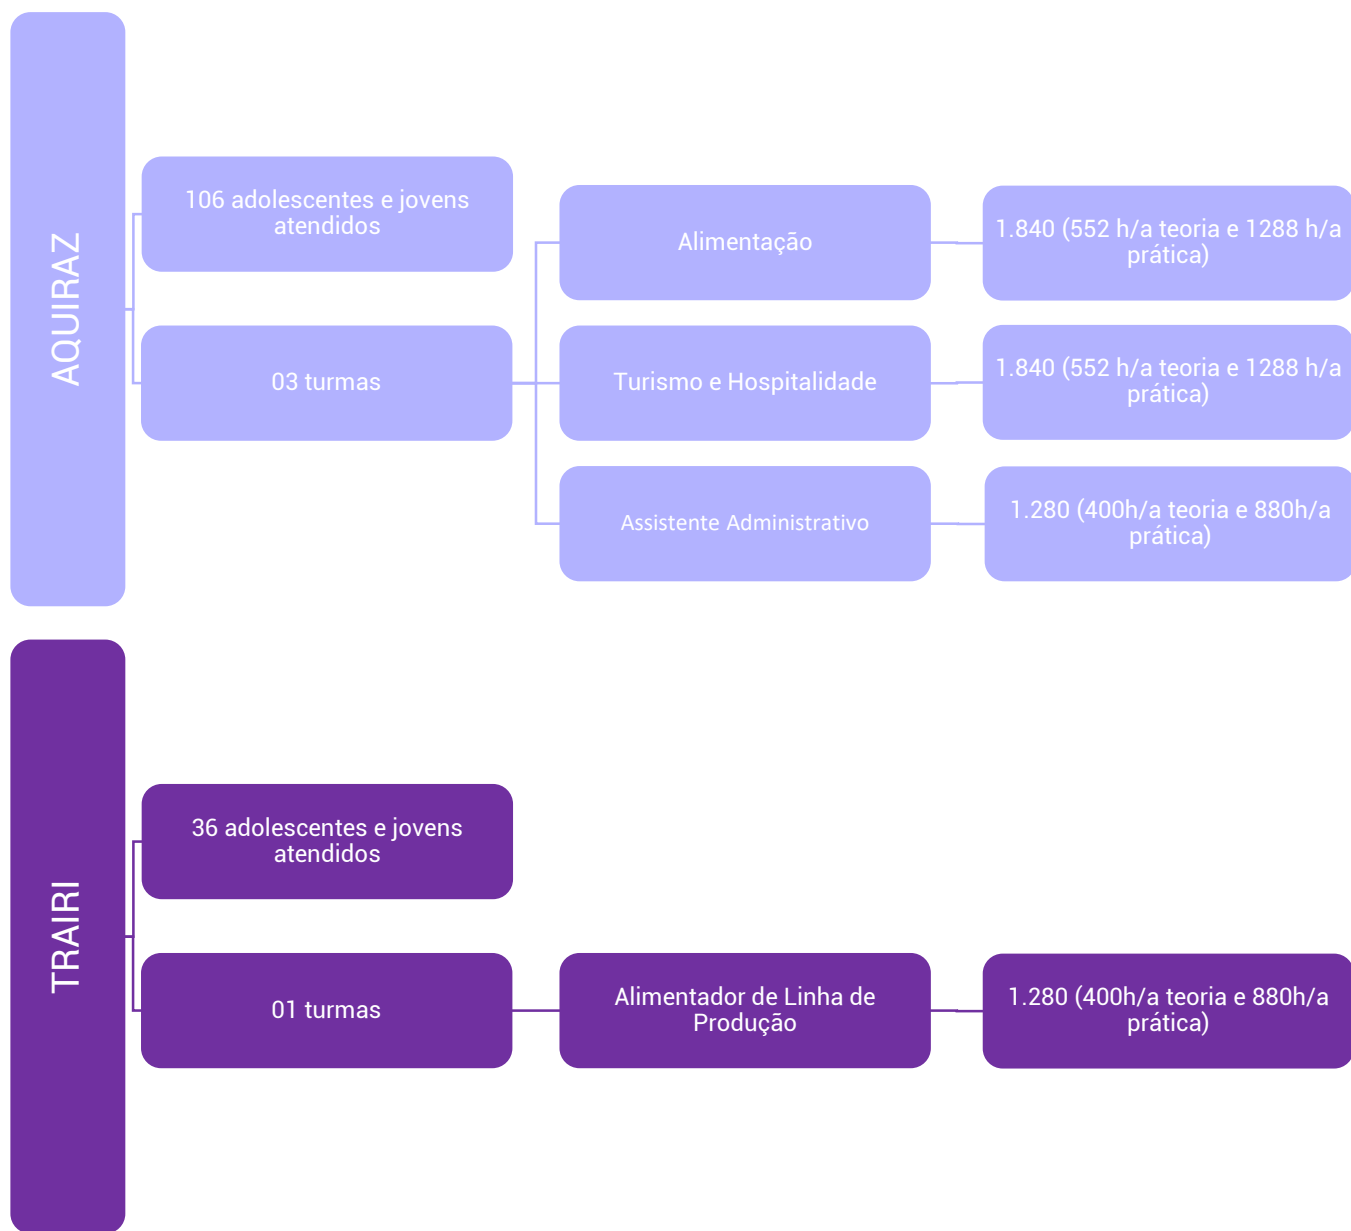 AQUIRAZ
106 adolescentes e jovens
atendidos
03 turmas
Alimentação
1.840 (552 h/a teoria e 1288 h/a
prática)
Turismo e Hospitalidade
1.840 (552 h/a teoria e 1288 h/a
prática)
Assistente Administrativo
1.280 (400h/a teoria e 880h/a
prática)
TRAIRI
36 adolescentes e jovens
atendidos
01 turmas
Alimentador de Linha de
Produção
1.280 (400h/a teoria e 880h/a
prática)